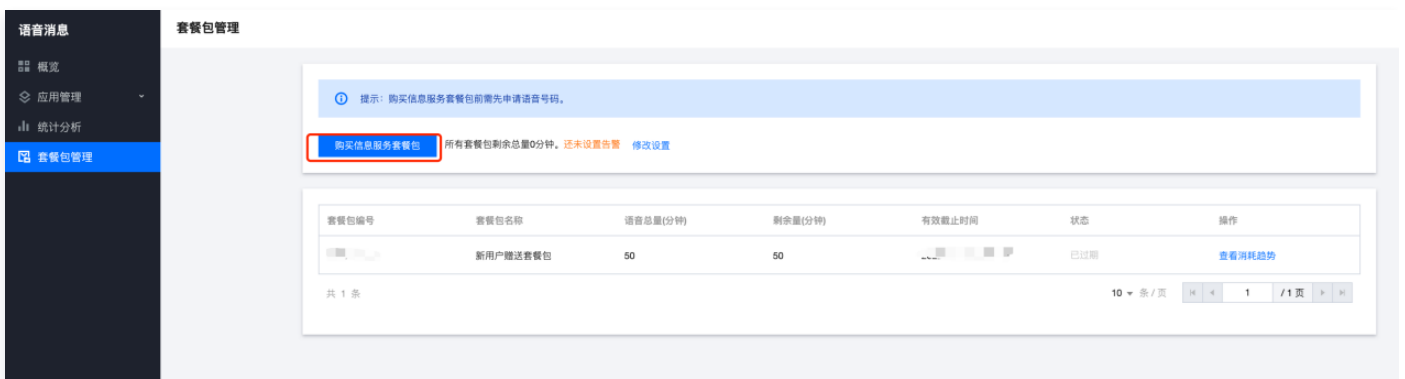 语音消息
套餐包管理
概览
应用管理
统计分析
套餐包管理
提示：购买信息服务套餐包前需先申请语音号码。
购买信息服务套餐包 所有套餐包剩余总量0分钟。还未设置告警 修改设置
套餐包编号 套餐包名称 语音总量(分钟) 剩余量(分钟) 有效截止时间 状态 操作
新用户赠送套餐包 50 50 已过期 查看消耗趋势
共 1 条 10 条/页 1 /1页